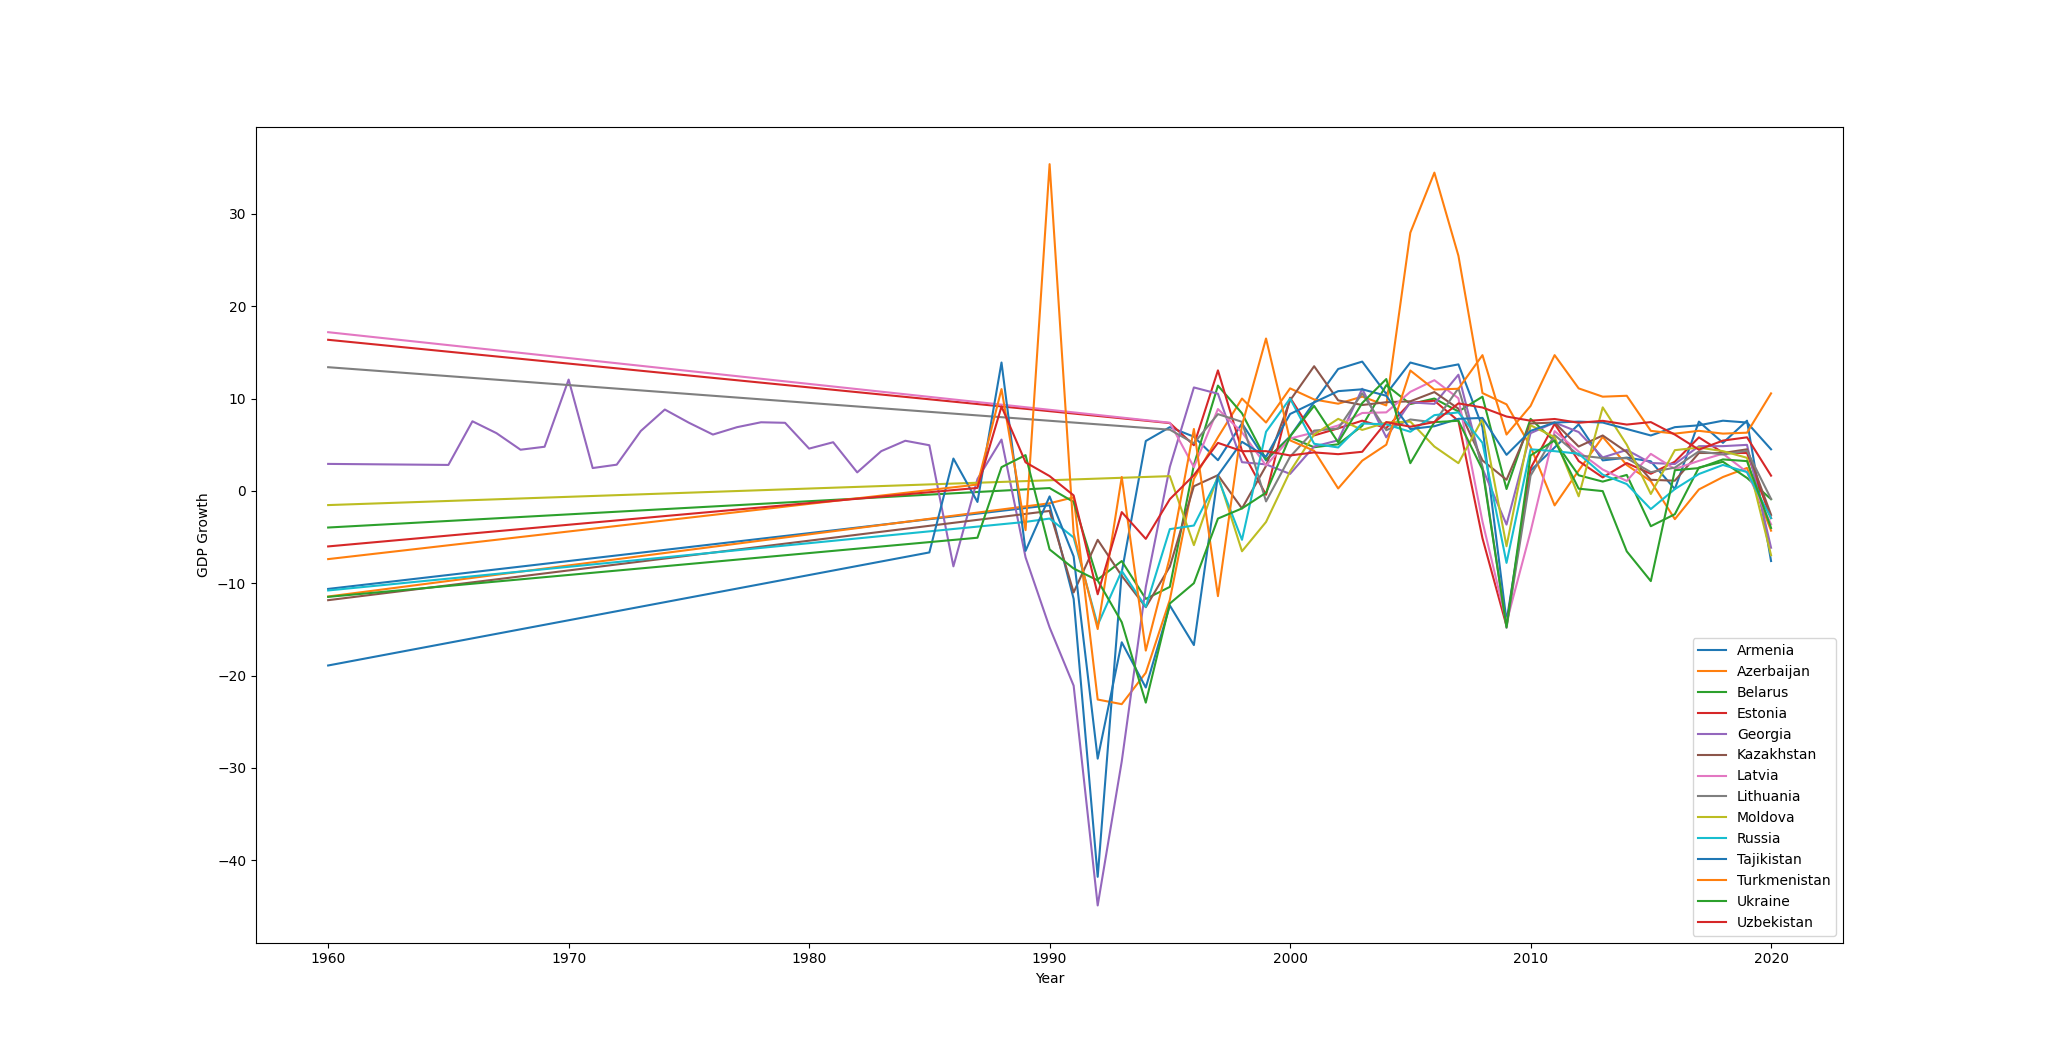 30
20
10
0
−10
−20
−30
−40
GDP Growth
1960 1970 1980 1990 2000 2010 2020
Year
Armenia
Azerbaijan
Belarus
Estonia
Georgia
Kazakhstan
Latvia
Lithuania
Moldova
Russia
Tajikistan
Turkmenistan
Ukraine
Uzbekistan